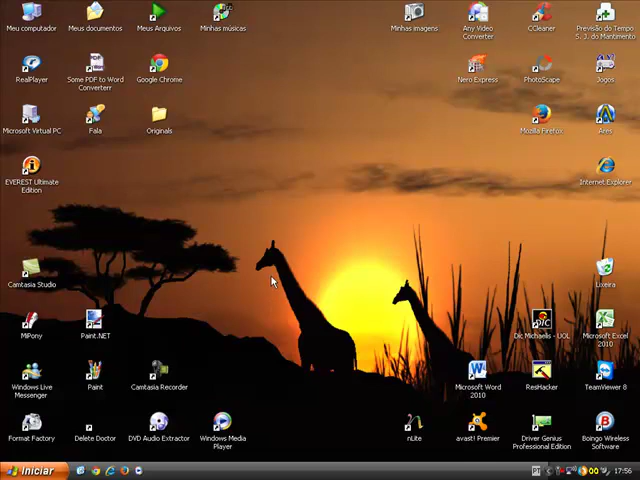 Meu computador
Meus documentos
Meus Arquivos
Minhas músicas
Minhas imagens
Any Video
Converter
CCleaner
Previsão do Tempo
S. J. do Mantimento
RealPlayer
Some PDF to Word
Converterr
Google Chrome
Nero Express
PhotoScape
Jogos
Microsoft Virtual PC
Fala
Originals
Mozilla Firefox
Ares
EVEREST Ultimate
Edition
Internet Explorer
Camtasia Studio
Lixeira
MiPony
Paint.NET
DIC
Dic Michaelis - UOL
Microsoft Excel
2010
Windows Live
Messenger
Paint
Camtasia Recorder
Microsoft Word
2010
ResHacker
TeamViewer 8
Format Factory
Delete Doctor
DVD Audio Extractor
Windows Media
Player
nLite
avast! Premier
Driver Genius
Professional Edition
Boingo Wireless
Software
Iniciar
PT
17:56